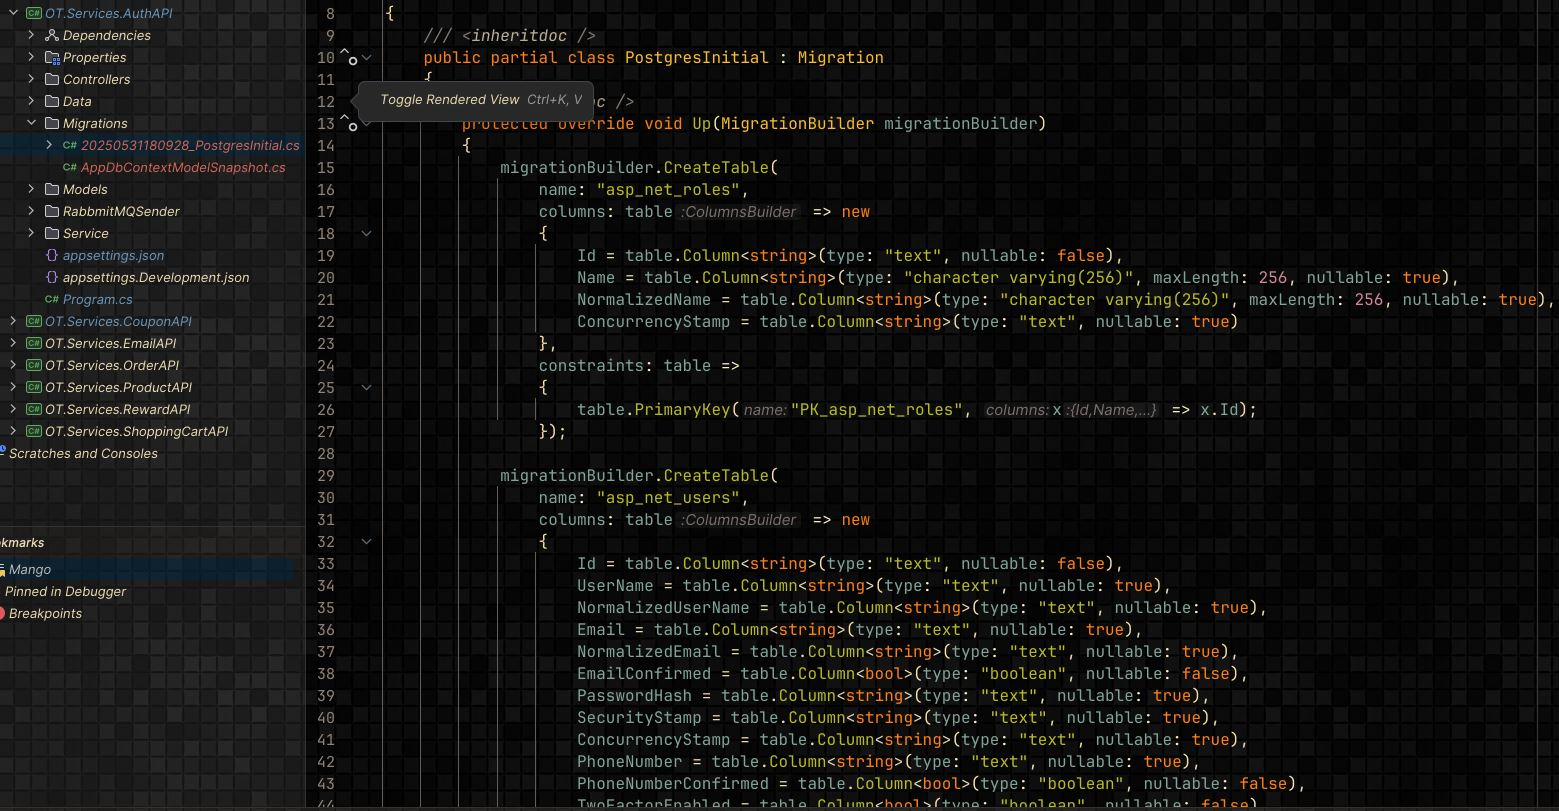 OT.Services.AuthAPI
Dependencies
Properties
Controllers
Data
Migrations
C# 20250531180928_PostgresInitial.cs
C# AppDbContextModelSnapshot.cs
Models
RabbmitMQSender
Service
{} appsettings.json
{} appsettings.Development.json
C# Program.cs
C# OT.Services.CouponAPI
C# OT.Services.EmailAPI
C# OT.Services.OrderAPI
C# OT.Services.ProductAPI
C# OT.Services.RewardAPI
C# OT.Services.ShoppingCartAPI
Scratches and Consoles
kmarks
Mango
Pinned in Debugger
Breakpoints
8 {
9 /// <inheritdoc />
10 public partial class PostgresInitial : Migration
11 {
Toggle Rendered View Ctrl+K, V
12 oc />
13 protected override void Up(MigrationBuilder migrationBuilder)
14 {
15 migrationBuilder.CreateTable(
16 name: "asp_net_roles",
17 columns: table :ColumnsBuilder => new
18 {
19 Id = table.Column<string>(type: "text", nullable: false),
20 Name = table.Column<string>(type: "character varying(256)", maxLength: 256, nullable: true),
21 NormalizedName = table.Column<string>(type: "character varying(256)", maxLength: 256, nullable: true),
22 ConcurrencyStamp = table.Column<string>(type: "text", nullable: true)
23 },
24 constraints: table =>
25 {
26 table.PrimaryKey( name: "PK_asp_net_roles", columns: x :{Id,Name,...} => x.Id);
27 });
28
29 migrationBuilder.CreateTable(
30 name: "asp_net_users",
31 columns: table :ColumnsBuilder => new
32 {
33 Id = table.Column<string>(type: "text", nullable: false),
34 UserName = table.Column<string>(type: "text", nullable: true),
35 NormalizedUserName = table.Column<string>(type: "text", nullable: true),
36 Email = table.Column<string>(type: "text", nullable: true),
37 NormalizedEmail = table.Column<string>(type: "text", nullable: true),
38 EmailConfirmed = table.Column<bool>(type: "boolean", nullable: false),
39 PasswordHash = table.Column<string>(type: "text", nullable: true),
40 SecurityStamp = table.Column<string>(type: "text", nullable: true),
41 ConcurrencyStamp = table.Column<string>(type: "text", nullable: true),
42 PhoneNumber = table.Column<string>(type: "text", nullable: true),
43 PhoneNumberConfirmed = table.Column<bool>(type: "boolean", nullable: false),
44 TwoFactorEnabled = table.Column<bool>(type: "boolean", nullable: false)